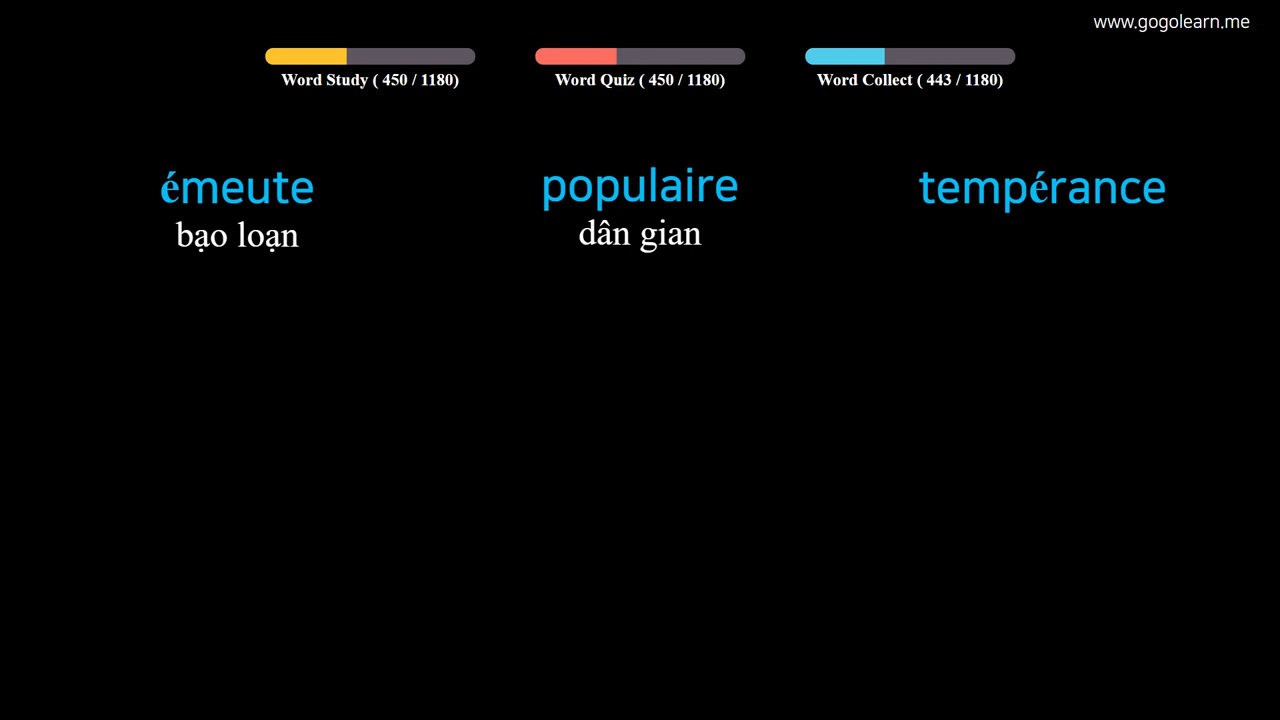 www.gogolearn.me
Word Study ( 450 / 1180)
Word Quiz ( 450 / 1180)
Word Collect ( 443 / 1180)
émeute
bạo loạn
populaire
dân gian
tempérance